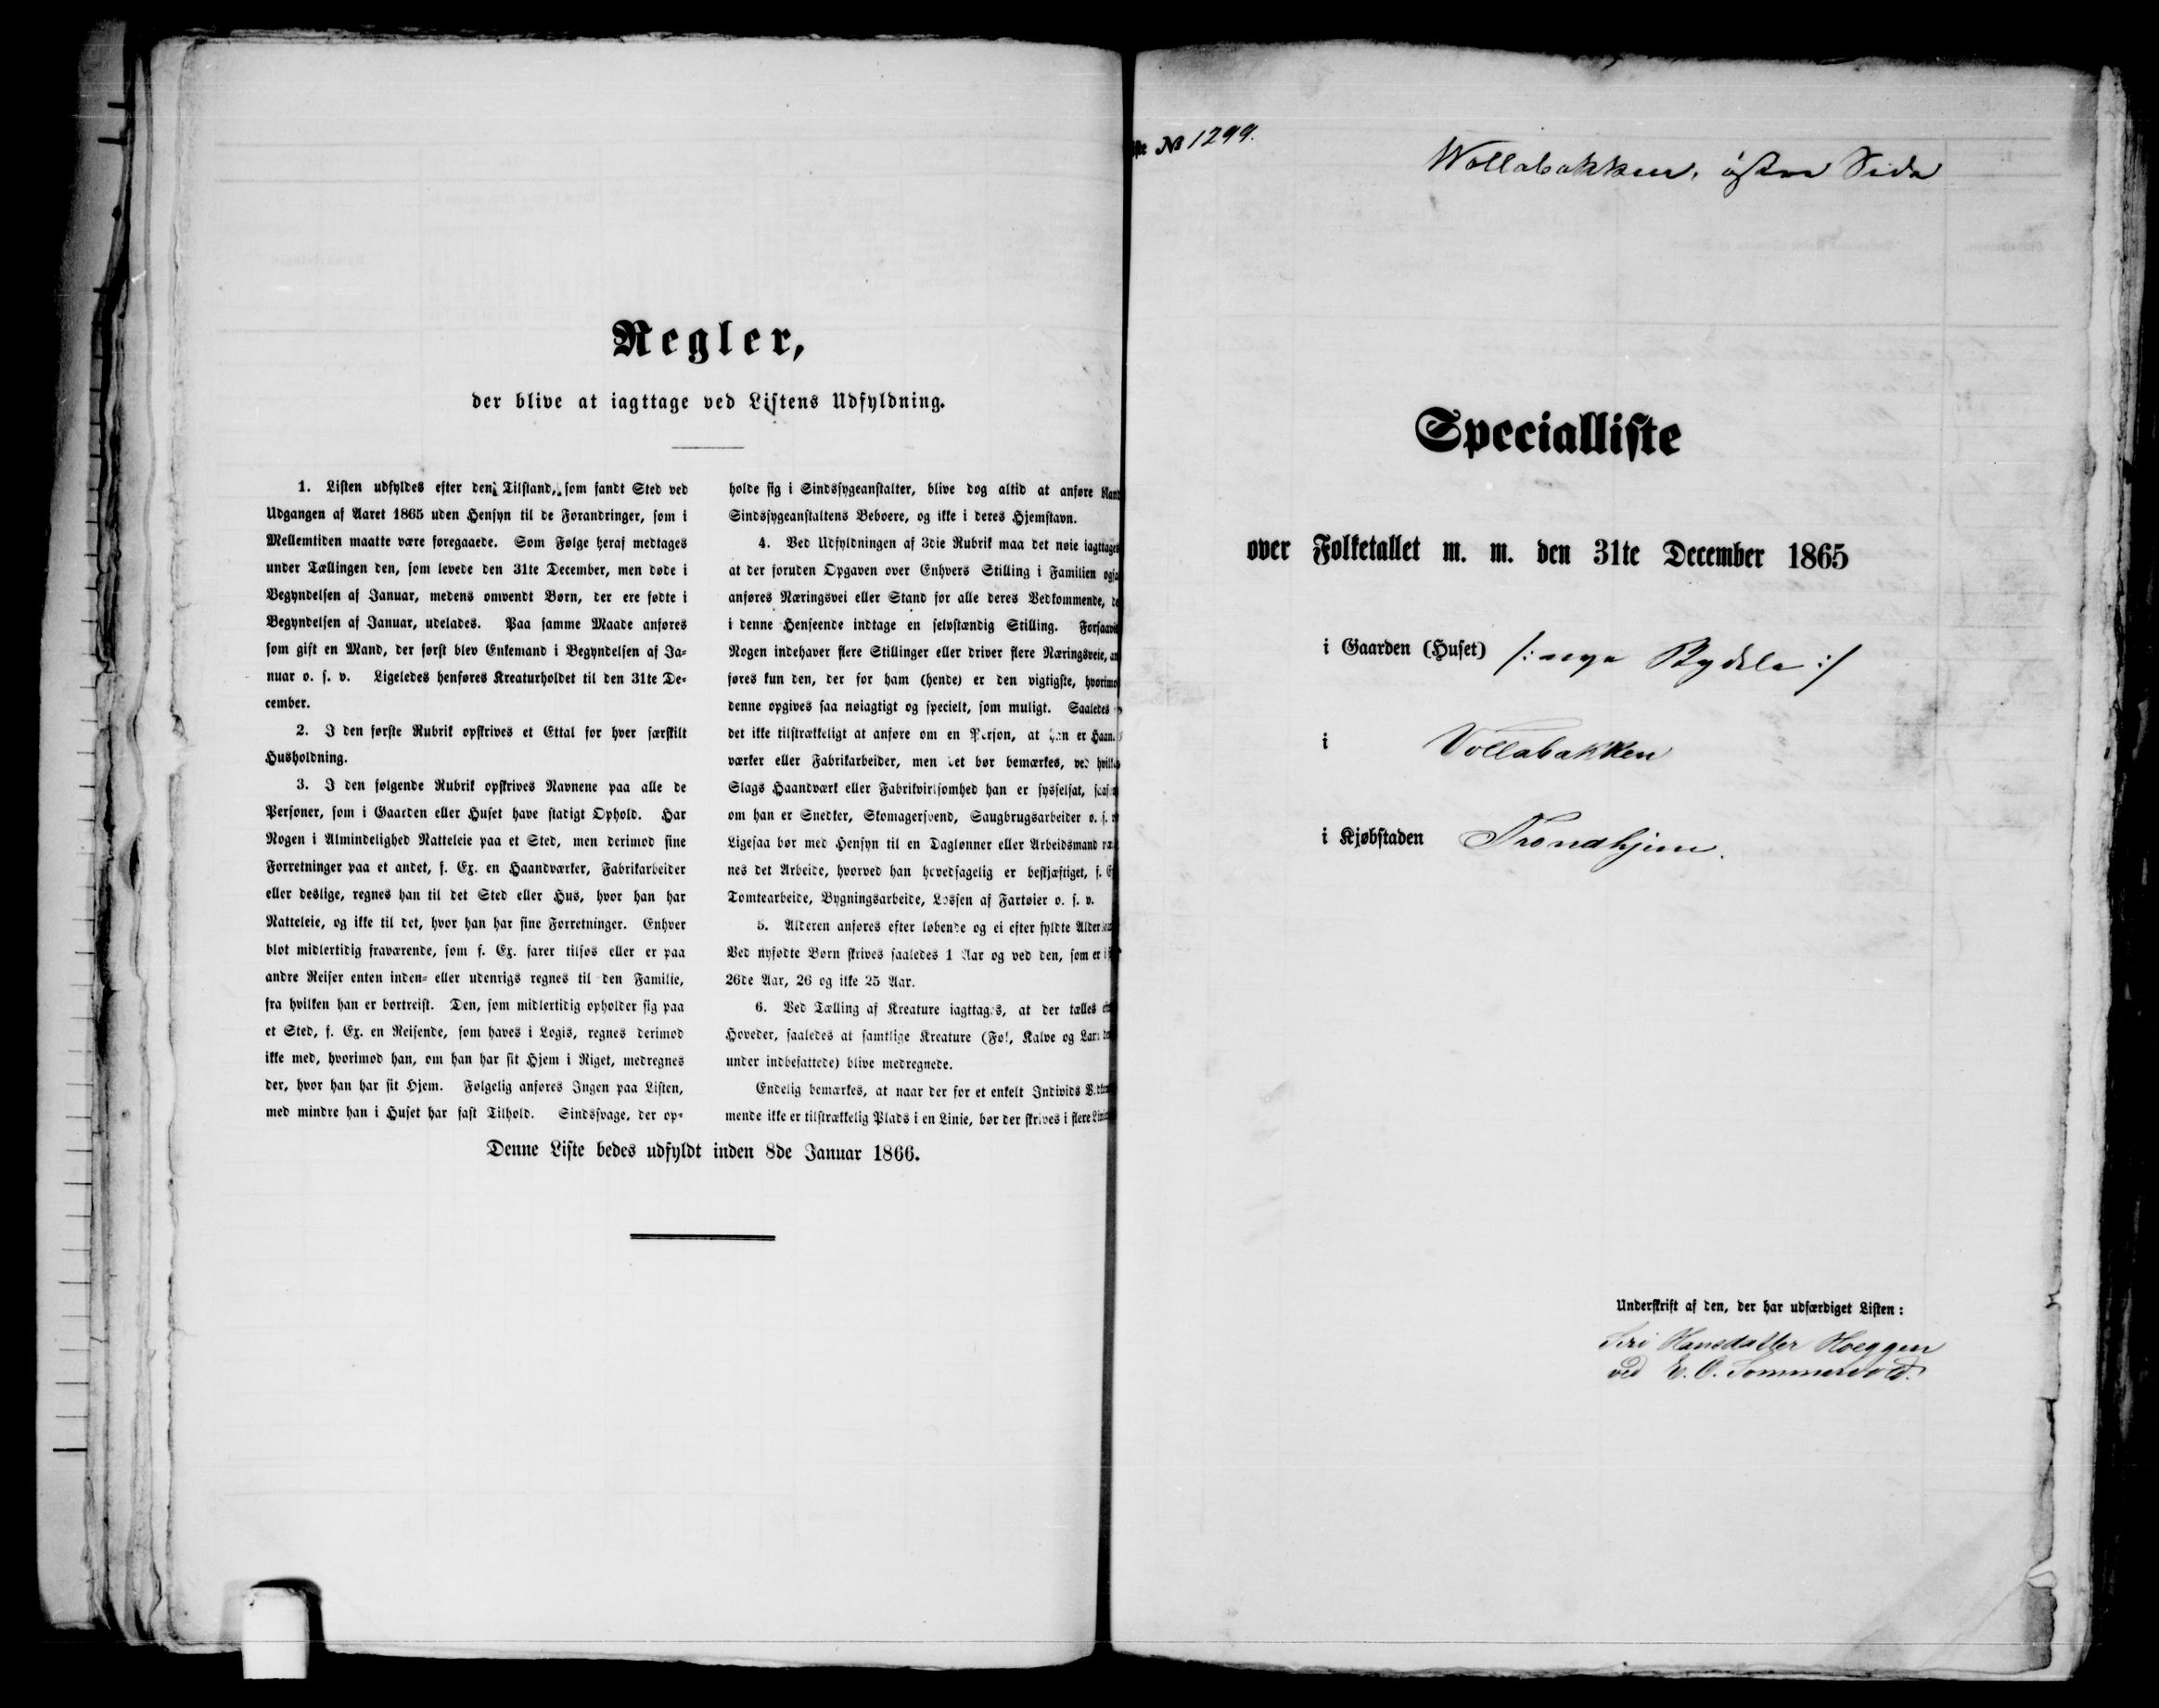 Regler,
der blive at iagttage ved Listens Udfyldning.
1. Listen udfyldes efter den Tilstand, som fandt Sted ved
Udgangen af Aaret 1865 uden Hensyn til de Forandringer, som i
Mellemtiden maatte være foregaaede. Som Følge heraf medtages
under Tællingen den, som levede den 31te December, men døde i
Begyndelsen af Januar, medens omvendt Børn, der ere fødte i
Begyndelsen af Januar, udelades. Paa samme Maade anføres
som gift en Mand, der først blev Enkemand i Begyndelsen af Ja-
nuar o. s. v. Ligeledes henføres Kreaturholdet til den 31te De-
cember.
2. I den første Rubrik opskrives et Ettal for hver særskilt
Husholdning.
3. I den følgende Rubrik opskrives Navnene paa alle de
Personer, som i Gaarden eller Huset have stadigt Ophold. Har
Nogen i Almindelighed Natteleie paa et Sted, men derimod sine
Forretninger paa et andet, f. Ex. en Haandværker, Fabrikarbeider
eller deslige, regnes han til det Sted eller Hus, hvor han har
Natteleie, og ikke til det, hvor han har sine Forretninger. Enhver
blot midlertidig fraværende, som f. Ex. farer tilsøs eller er paa
andre Reiser enten inden- eller udenrigs regnes til den Familie,
fra hvilken han er bortreist. Den, som midlertidig opholder sig paa
et Sted, f. Ex. en Reisende, som haves i Logis, regnes derimod
ikke med, hvorimod han, om han har sit Hjem i Riget, medregnes
der, hvor han har sit Hjem. Følgelig anføres Ingen paa Listen,
med mindre han i Huset har fast Tilhold. Sindssvage, der op-
holde sig i Sindssygeanstalter, blive dog altid at anføre bland
Sindssygeanstaltens Beboere, og ikke i deres Hjemstavn.
4. Ved Udfyldningen af 3die Rubrik maa det nøie iagttages
at der foruden Opgaven over Enhvers Stilling i Familien ogsa
anføres Næringsvei eller Stand for alle deres Vedkommende, de
i denne Henseende indtage en selvstændig Stilling. Forsaavi
Nogen indehaver flere Stillinger eller driver flere Næringsveie, an
føres kun den, der for ham (hende) er den vigtigste, hvorimo
denne opgives saa nøiagtigt og specielt, som muligt. Saaledes
det ikke tilstrækkeligt at anføre om en Person, at han er Haan
værker eller Fabrikarbeider, men det bør bemærkes, ved hvilke
Slags Haandværk eller Fabrikvirksomhed han er sysselsat, saas
om han er Snedker, Skomagersvend, Saugbrugsarbeider o. s. v
Ligesaa bør med Hensyn til en Daglønner eller Arbeidsmand næ
nes det Arbeide, hvorved han hovedsagelig er beskjæftiget, f. E
Tomtearbeide, Bygningsarbeide, Lossen af Fartøier o. s. v.
5. Alderen anføres efter løbende og ei efter fyldte Alder
Ved nyfødte Børn skrives saaledes 1 Aar og ved den, som er i
26de Aar, 26 og ikke 25 Aar.
6. Ved Tælling af Kreature iagttages, at der tælles
Hoveder, saaledes at samtlige Kreature (Føl, Kalve og Lam
under indbefattede) blive medregnede.
Endelig bemærkes, at naar der for et enkelt Individs
mende ikke er tilstrækkelig Plads i en Linie, bør der skrives i flere Linie
Denne Liste bedes udfyldt inden 8de Januar 1866.
№ 1299.
Wollabakken, östre Side
Specialliste
over Folketallet m. m. den 31te December 1865
i Gaarden (Huset) /: nye Bydele :/
i Vollabakken
i Kjøbstaden Trondhjem.
Underskrift af den, der har udfærdiget Listen:
Siri Hansdatter Hoeggen
ved E. O. Sommervold.